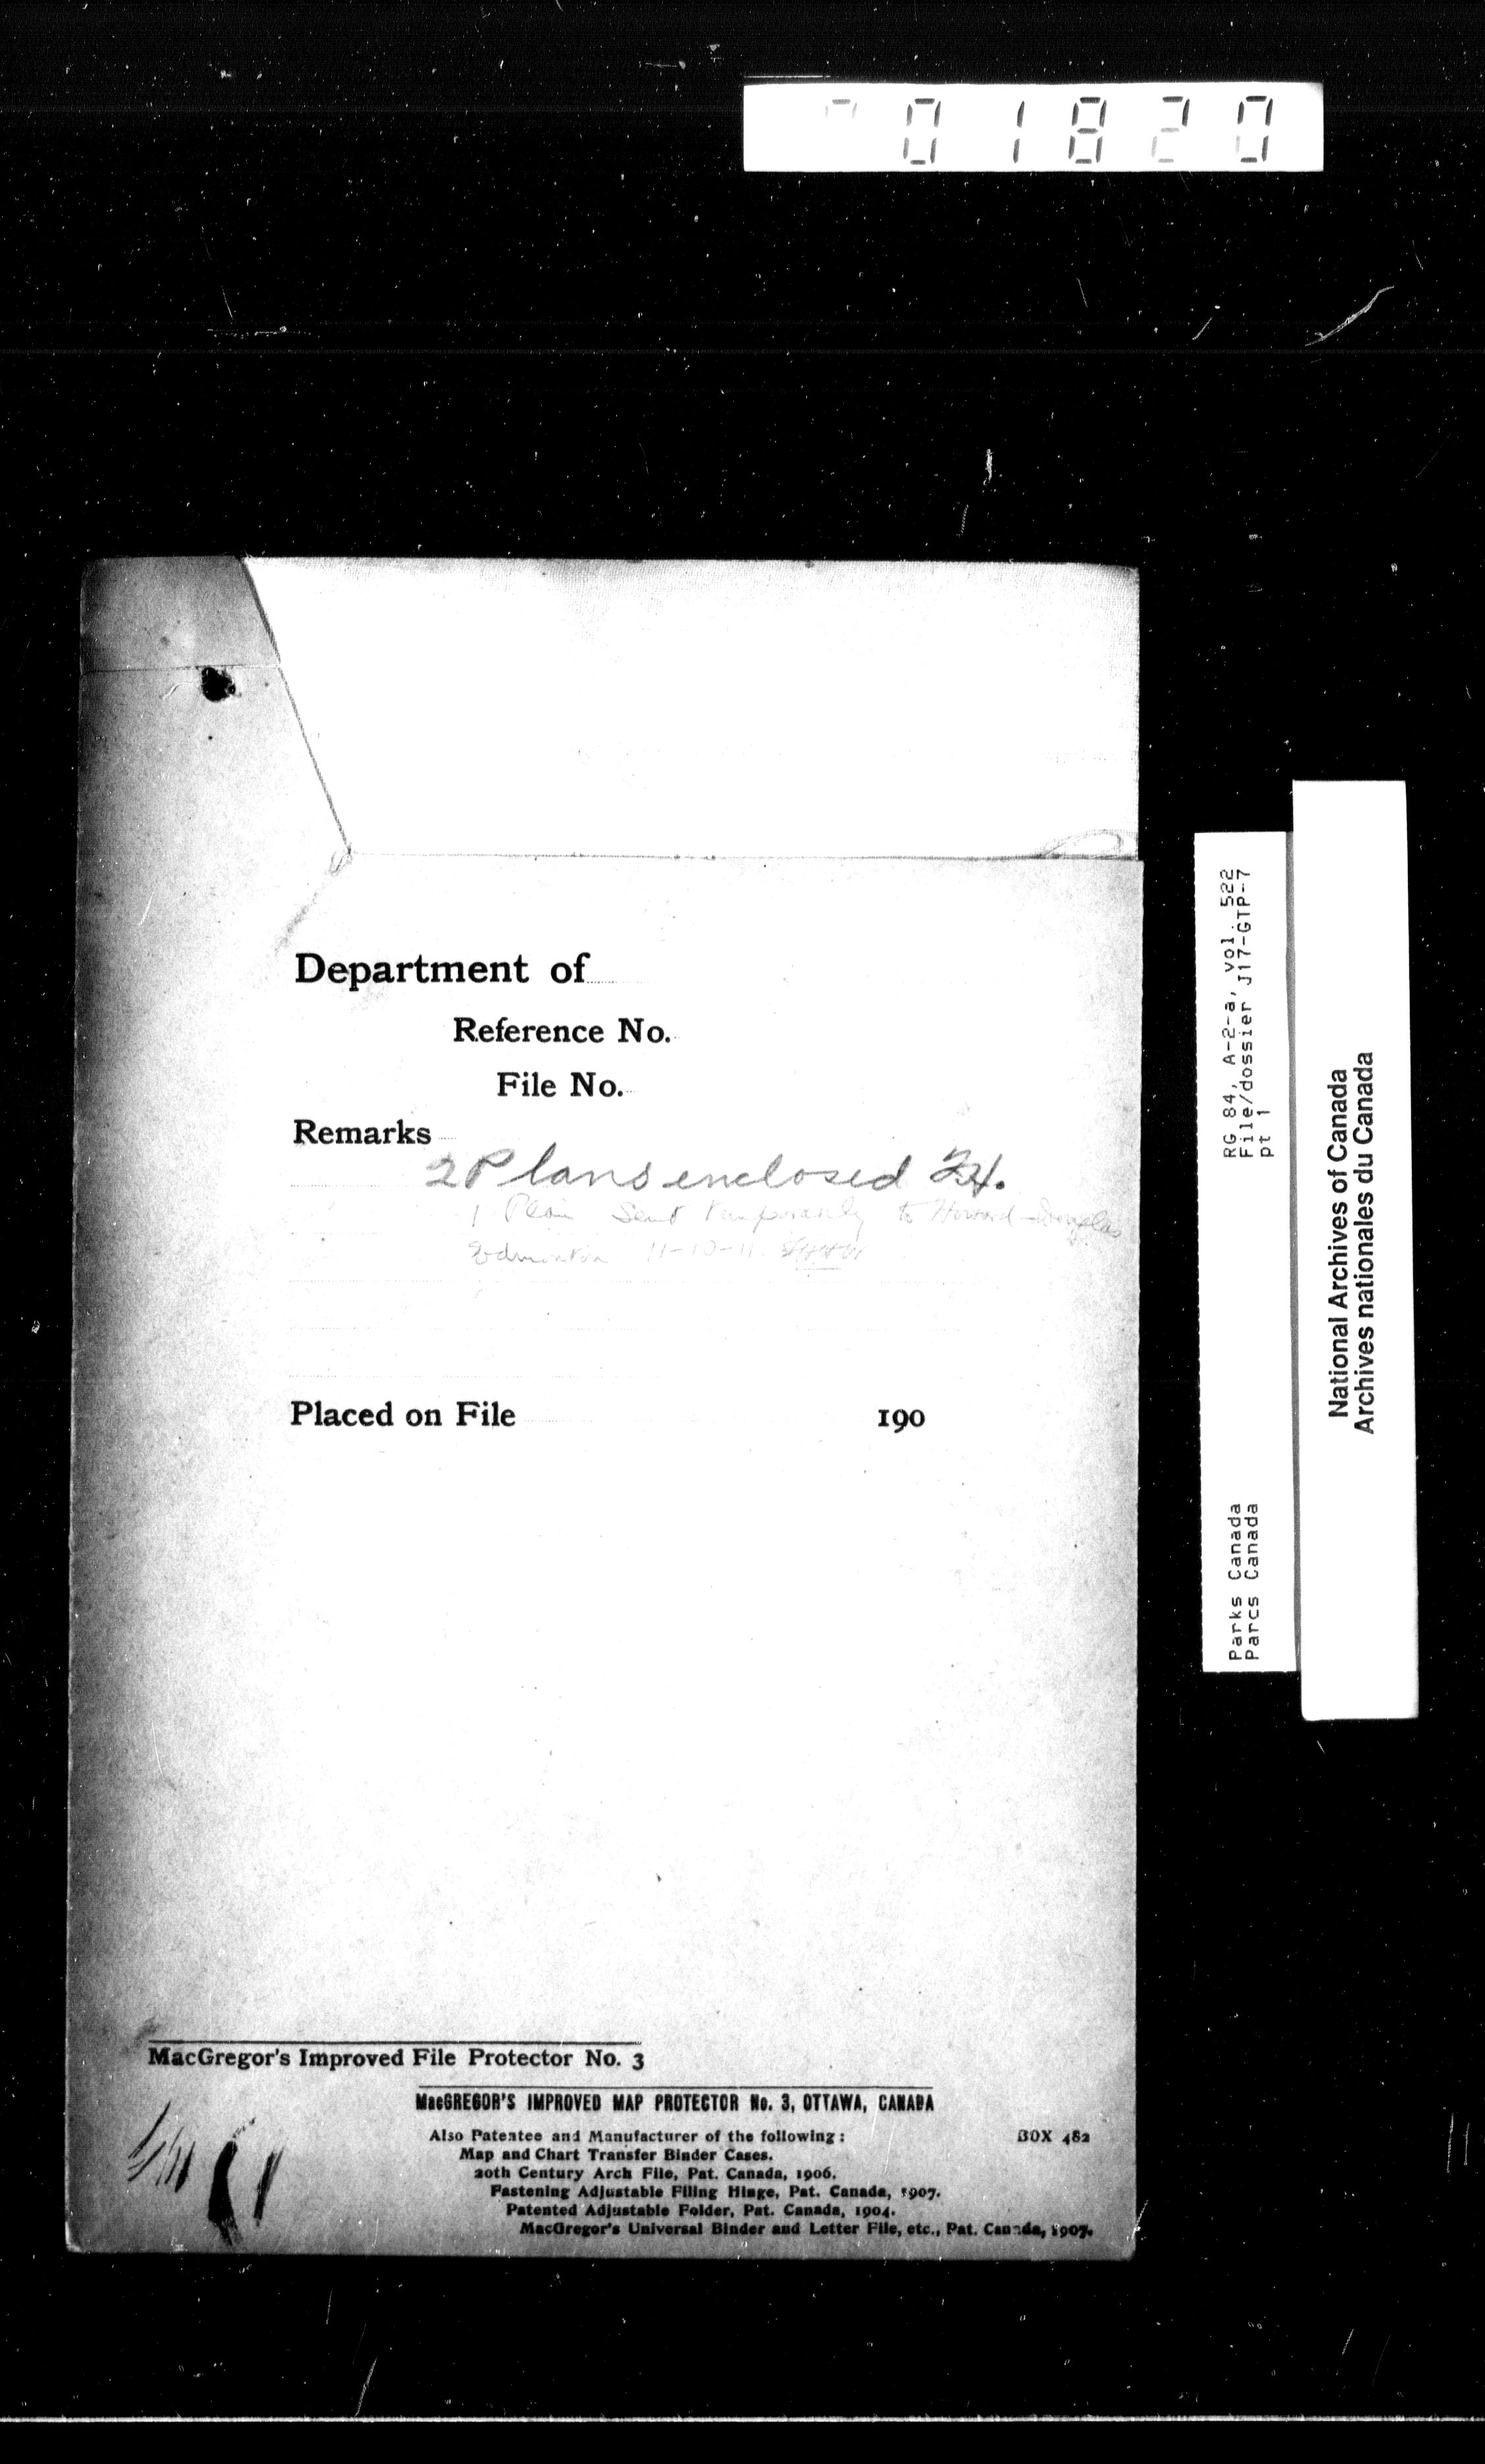 01820
Department of
Reference No.
File No.
Remarks
2 Plans enclosed
1 Plan Sent temporarily to Howard Douglas
Edmonton 11-10-11
Placed on File 190
MacGregor's Improved File Protector No. 3
MacGREGOR'S IMPROVED MAP PROTECTOR No. 3, OTTAWA, CANADA
Also Patentee and Manufacturer of the following: BOX 482
Map and Chart Transfer Binder Cases.
20th Century Arch File, Pat. Canada, 1906.
Fastening Adjustable Filing Hinge, Pat. Canada, 1907.
Patented Adjustable Folder, Pat. Canada, 1904.
MacGregor's Universal Binder and Letter File, etc., Pat. Canada, 1907.
RG 84, A-2-a, vol. 522
File/dossier J17-GTP-7
pt 1
Parks Canada
Parcs Canada
National Archives of Canada
Archives nationales du Canada